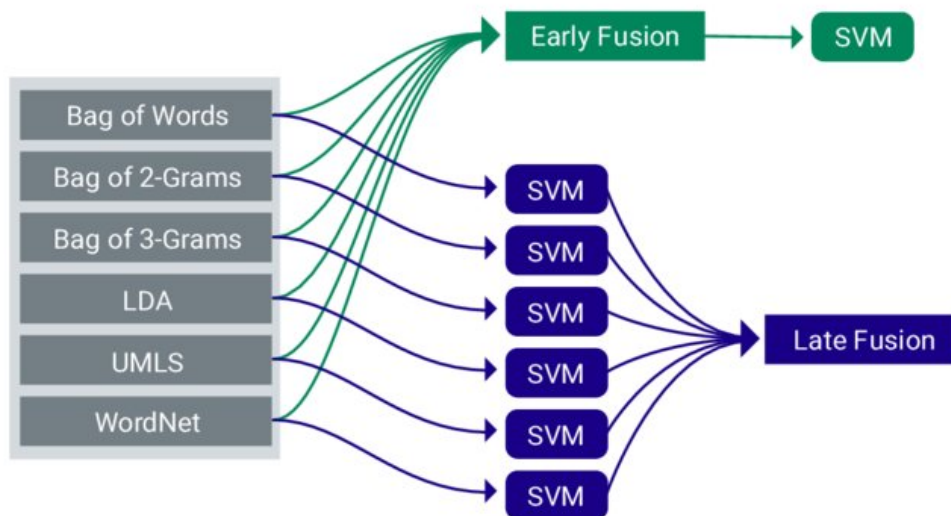 Early Fusion
SVM
Bag of Words
Bag of 2-Grams
Bag of 3-Grams
LDA
UMLS
WordNet
SVM
SVM
SVM
SVM
SVM
SVM
Late Fusion